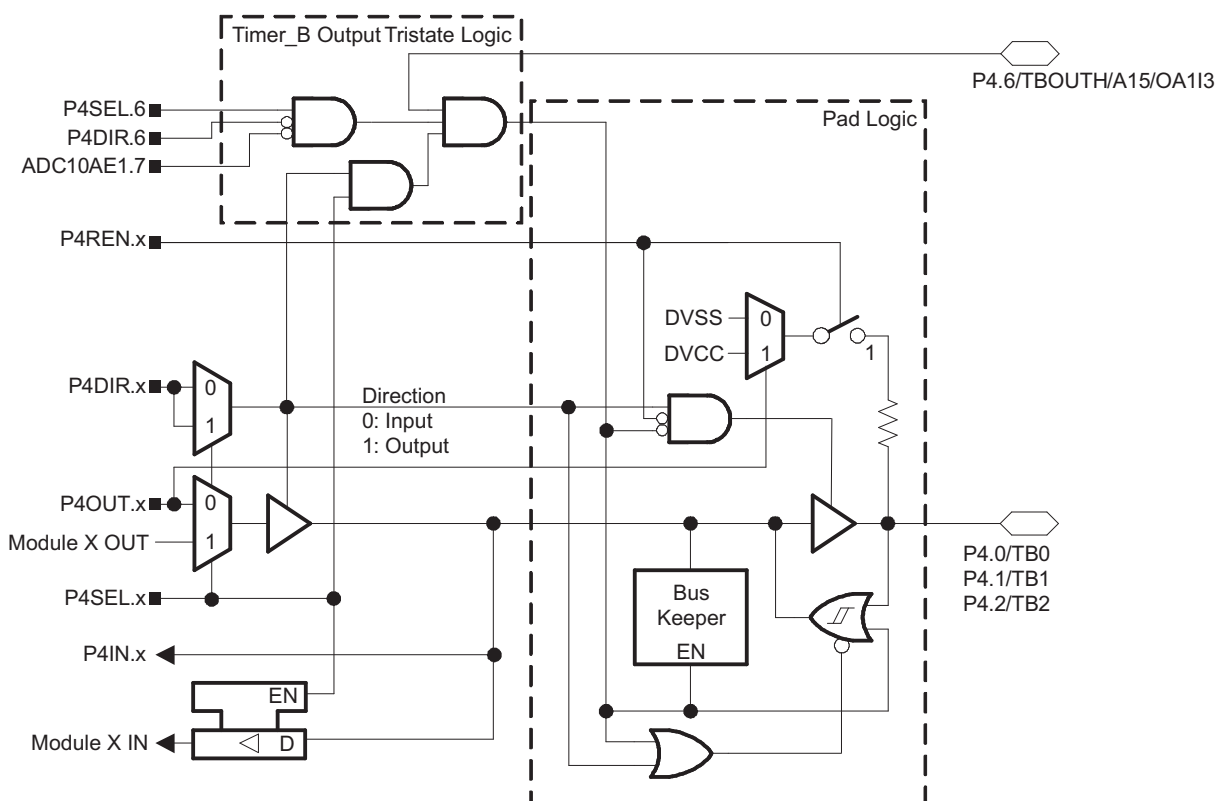 Timer_B Output Tristate Logic
P4.6/TBOUTH/A15/OA1I3
P4SEL.6
P4DIR.6
ADC10AE1.7
Pad Logic
P4REN.x
DVSS
0
DVCC
1
1
P4DIR.x
0
1
Direction
0: Input
1: Output
P4OUT.x
0
Module X OUT
1
P4.0/TB0
P4.1/TB1
P4.2/TB2
P4SEL.x
Bus
Keeper
EN
P4IN.x
EN
Module X IN
D